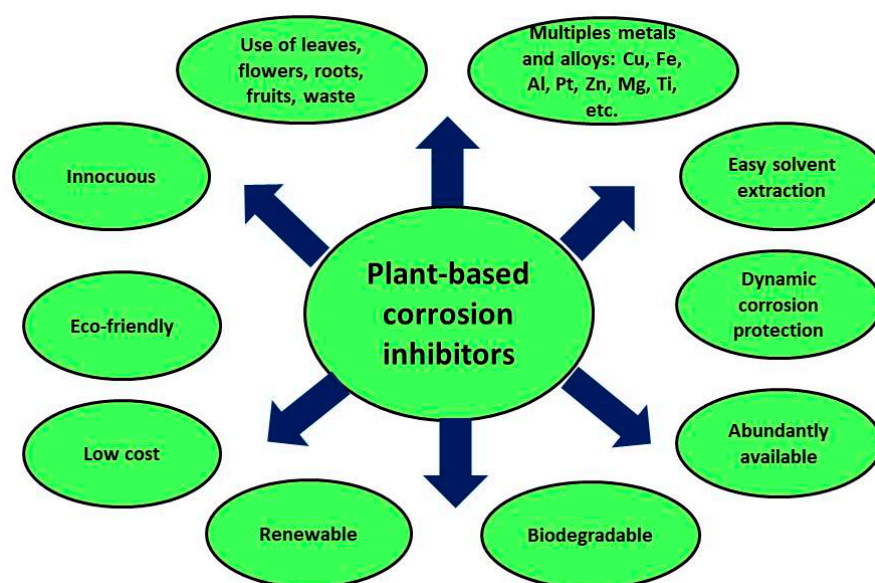 Use of leaves,
flowers, roots,
fruits, waste
Multiples metals
and alloys: Cu, Fe,
Al, Pt, Zn, Mg, Ti,
etc.
Innocuous
Easy solvent
extraction
Plant-based
corrosion
inhibitors
Eco-friendly
Dynamic
corrosion
protection
Low cost
Abundantly
available
Renewable
Biodegradable